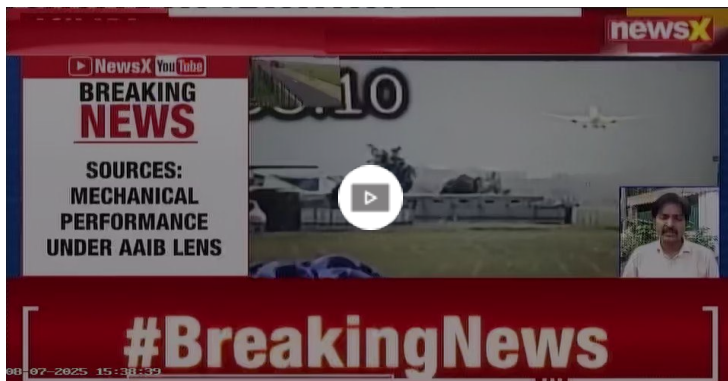 newsX
NewsX YouTube
BREAKING
NEWS
SOURCES:
MECHANICAL
PERFORMANCE
UNDER AAIB LENS
#BreakingNews
08-07-2025 15:38:39